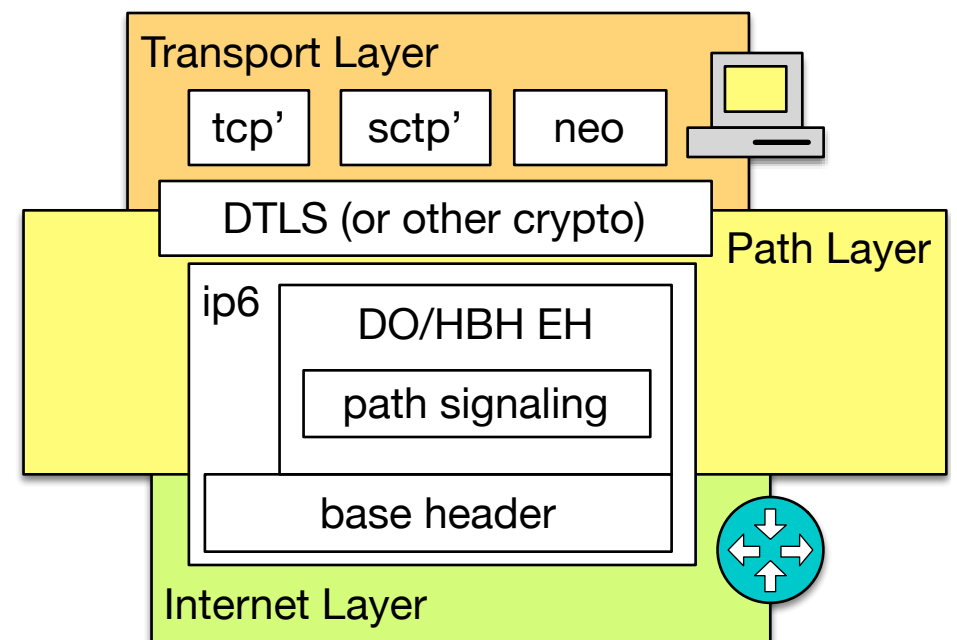 Transport Layer
tcp’
sctp’
neo
DTLS (or other crypto)
Path Layer
ip6
DO/HBH EH
path signaling
base header
Internet Layer